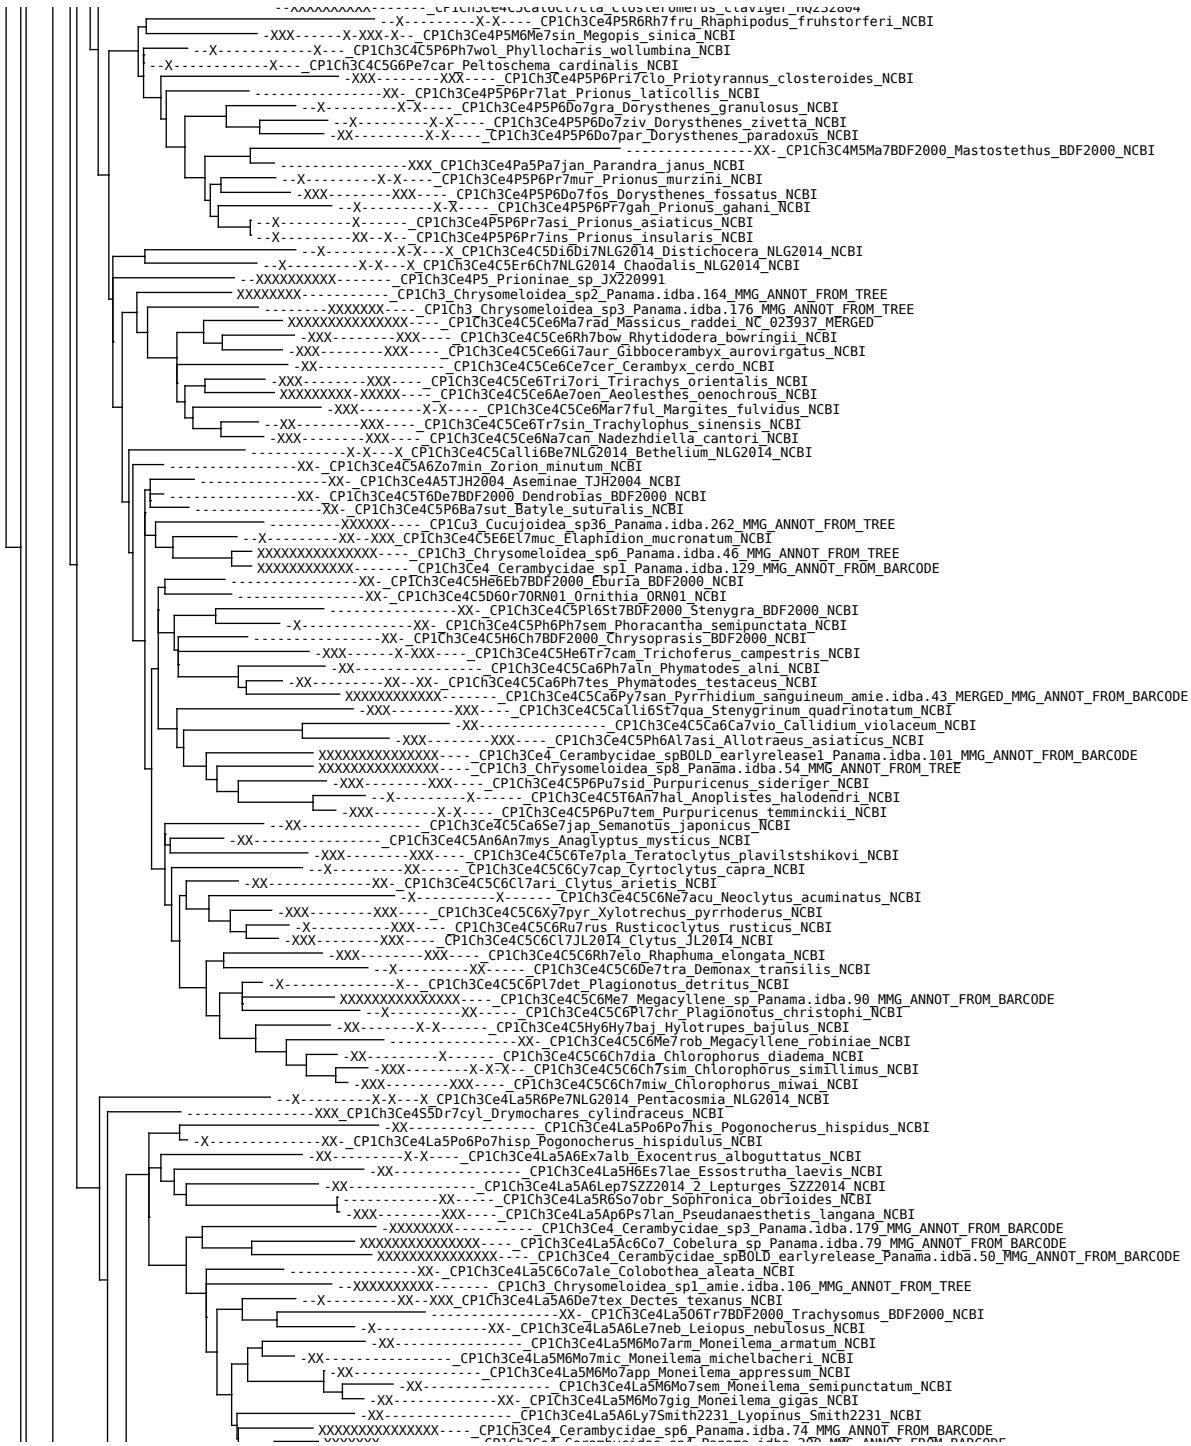 --X---------X-X----_CP1Ch3Ce4P5R6Rh7fru_Rhaphipodus_fruhstorferi_NCBI
-XXX------X-XXX-X--_CP1Ch3Ce4P5M6Me7sin_Megopis_sinica_NCBI
--X------------X---_CP1Ch3C4C5P6Ph7wol_Phyllocharis_wollumbina_NCBI
--X------------X---_CP1Ch3C4C5G6Pe7car_Peltoschema_cardinalis_NCBI
-XXX--------XXX----_CP1Ch3Ce4P5P6Pri7clo_Priotyrannus_closteroides_NCBI
----------------XX-_CP1Ch3Ce4P5P6Pr7lat_Prionus_laticollis_NCBI
--X---------X-X----_CP1Ch3Ce4P5P6Do7gra_Dorysthenes_granulosus_NCBI
--X---------X-X----_CP1Ch3Ce4P5P6Do7ziv_Dorysthenes_zivetta_NCBI
-XX---------X-X----_CP1Ch3Ce4P5P6Do7par_Dorysthenes_paradoxus_NCBI
----------------XX-_CP1Ch3C4M5Ma7BDF2000_Mastostethus_BDF2000_NCBI
----------------XXX_CP1Ch3Ce4Pa5Pa7jan_Parandra_janus_NCBI
--X---------X-X----_CP1Ch3Ce4P5P6Pr7mur_Prionus_murzini_NCBI
-XXX--------XXX----_CP1Ch3Ce4P5P6Do7fos_Dorysthenes_fossatus_NCBI
--X---------X-X----_CP1Ch3Ce4P5P6Pr7gah_Prionus_gahani_NCBI
--X---------X------_CP1Ch3Ce4P5P6Pr7asi_Prionus_asiaticus_NCBI
--X---------XX--X--_CP1Ch3Ce4P5P6Pr7ins_Prionus_insularis_NCBI
--X---------X-X---X_CP1Ch3Ce4C5Di6Di7NLG2014_Distichocera_NLG2014_NCBI
--X---------X-X---X_CP1Ch3Ce4C5Er6Ch7NLG2014_Chaodalis_NLG2014_NCBI
--XXXXXXXXXX-------_CP1Ch3Ce4P5_Prioninae_sp_JX220991
XXXXXXXX-----------_CP1Ch3_Chrysomeloidea_sp2_Panama.idba.164_MMG_ANNOT_FROM_TREE
--------XXXXXXX----_CP1Ch3_Chrysomeloidea_sp3_Panama.idba.176_MMG_ANNOT_FROM_TREE
XXXXXXXXXXXXXXX----_CP1Ch3Ce4C5Ce6Ma7rad_Massicus_raddei_NC_023937_MERGED
-XXX--------XXX----_CP1Ch3Ce4C5Ce6Rh7bow_Rhytidodera_bowringii_NCBI
-XXX--------XXX----_CP1Ch3Ce4C5Ce6Gi7aur_Gibbocerambyx_aurovirgatus_NCBI
-XX----------------_CP1Ch3Ce4C5Ce6Ce7cer_Cerambyx_cerdo_NCBI
-XXX--------XXX----_CP1Ch3Ce4C5Ce6Tri7ori_Trirachys_orientalis_NCBI
XXXXXXXXX-XXXXX----_CP1Ch3Ce4C5Ce6Ae7oen_Aeolesthes_oenochrous_NCBI
-XXX--------X-X----_CP1Ch3Ce4C5Ce6Mar7ful_Margites_fulvidus_NCBI
--XX--------XXX----_CP1Ch3Ce4C5Ce6Tr7sin_Trachylophus_sinensis_NCBI
-XXX--------XXX----_CP1Ch3Ce4C5Ce6Na7can_Nadezhdiella_cantori_NCBI
------------X-X---X_CP1Ch3Ce4C5Calli6Be7NLG2014_Bethelium_NLG2014_NCBI
----------------XX-_CP1Ch3Ce4C5A6Zo7min_Zorion_minutum_NCBI
----------------XX-_CP1Ch3Ce4A5TJH2004_Aseminae_TJH2004_NCBI
----------------XX-_CP1Ch3Ce4C5T6De7BDF2000_Dendrobias_BDF2000_NCBI
----------------XX-_CP1Ch3Ce4C5P6Ba7sut_Batyle_suturalis_NCBI
---------XXXXXX----_CP1Cu3_Cucujoidea_sp36_Panama.idba.262_MMG_ANNOT_FROM_TREE
--X---------XX--XXX_CP1Ch3Ce4C5E6El7muc_Elaphidion_mucronatum_NCBI
XXXXXXXXXXXXXXX----_CP1Ch3_Chrysomeloidea_sp6_Panama.idba.46_MMG_ANNOT_FROM_TREE
XXXXXXXXXXXX-------_CP1Ch3Ce4_Cerambycidae_sp1_Panama.idba.129_MMG_ANNOT_FROM_BARCODE
----------------XX-_CP1Ch3Ce4C5He6Eb7BDF2000_Eburia_BDF2000_NCBI
----------------XX-_CP1Ch3Ce4C5D6Or7ORN01_Ornithia_ORN01_NCBI
----------------XX-_CP1Ch3Ce4C5Pl6St7BDF2000_Stenygra_BDF2000_NCBI
-X--------------XX-_CP1Ch3Ce4C5Ph6Ph7sem_Phoracantha_semipunctata_NCBI
----------------XX-_CP1Ch3Ce4C5H6Ch7BDF2000_Chrysoprasis_BDF2000_NCBI
-XXX------X-XXX----_CP1Ch3Ce4C5He6Tr7cam_Trichoferus_campestris_NCBI
-XX----------------_CP1Ch3Ce4C5Ca6Ph7aln_Phymatodes_alni_NCBI
-XX---------XX--XX-_CP1Ch3Ce4C5Ca6Ph7tes_Phymatodes_testaceus_NCBI
XXXXXXXXXXXX-------_CP1Ch3Ce4C5Ca6Py7san_Pyrrhidium_sanguineum_amie.idba.43_MERGED_MMG_ANNOT_FROM_BARCODE
-XXX--------XXX----_CP1Ch3Ce4C5Calli6St7qua_Stenygrinum_quadrinotatum_NCBI
-XX----------------_CP1Ch3Ce4C5Ca6Ca7vio_Callidium_violaceum_NCBI
-XXX--------XXX----_CP1Ch3Ce4C5Ph6Al7asi_Allotraeus_asiaticus_NCBI
XXXXXXXXXXXXXXX----_CP1Ch3Ce4_Cerambycidae_spBOLD_earlyrelease1_Panama.idba.101_MMG_ANNOT_FROM_BARCODE
XXXXXXXXXXXXXXX----_CP1Ch3_Chrysomeloidea_sp8_Panama.idba.54_MMG_ANNOT_FROM_TREE
-XXX--------XXX----_CP1Ch3Ce4C5P6Pu7sid_Purpuricenus_sideriger_NCBI
--X---------X------_CP1Ch3Ce4C5T6An7hal_Anoplistes_halodendri_NCBI
-XXX--------X-X----_CP1Ch3Ce4C5P6Pu7tem_Purpuricenus_temminckii_NCBI
--XX---------------_CP1Ch3Ce4C5Ca6Se7jap_Semanotus_japonicus_NCBI
-XX----------------_CP1Ch3Ce4C5An6An7mys_Anaglyptus_mysticus_NCBI
-XXX--------XXX----_CP1Ch3Ce4C5C6Te7pla_Teratoclytus_plavilstshikovi_NCBI
--X---------XX-----_CP1Ch3Ce4C5C6Cy7cap_Cyrtoclytus_capra_NCBI
-XX-------------XX-_CP1Ch3Ce4C5C6Cl7ari_Clytus_arietis_NCBI
-X----------X------_CP1Ch3Ce4C5C6Ne7acu_Neoclytus_acuminatus_NCBI
-XXX--------XXX----_CP1Ch3Ce4C5C6Xy7pyr_Xylotrechus_pyrrhoderus_NCBI
-X----------XXX----_CP1Ch3Ce4C5C6Ru7rus_Rusticoclytus_rusticus_NCBI
-XXX--------XXX----_CP1Ch3Ce4C5C6Cl7JL2014_Clytus_JL2014_NCBI
-XXX--------XXX----_CP1Ch3Ce4C5C6Rh7elo_Rhaphuma_elongata_NCBI
--X---------XX-----_CP1Ch3Ce4C5C6De7tra_Demonax_transilis_NCBI
-X--------------X--_CP1Ch3Ce4C5C6Pl7det_Plagionotus_detritus_NCBI
XXXXXXXXXXXXXXX----_CP1Ch3Ce4C5C6Me7_Megacyllene_sp_Panama.idba.90_MMG_ANNOT_FROM_BARCODE
--X---------XX-----_CP1Ch3Ce4C5C6Pl7chr_Plagionotus_christophi_NCBI
-XX-------X-X------_CP1Ch3Ce4C5Hy6Hy7baj_Hylotrupes_bajulus_NCBI
----------------XX-_CP1Ch3Ce4C5C6Me7rob_Megacyllene_robiniae_NCBI
-XX---------X------_CP1Ch3Ce4C5C6Ch7dia_Chlorophorus_diadema_NCBI
-XXX--------X-X-X--_CP1Ch3Ce4C5C6Ch7sim_Chlorophorus_simillimus_NCBI
-XXX--------XXX----_CP1Ch3Ce4C5C6Ch7miw_Chlorophorus_miwai_NCBI
--X---------X-X---X_CP1Ch3Ce4La5R6Pe7NLG2014_Pentacosmia_NLG2014_NCBI
----------------XXX_CP1Ch3Ce4S5Dr7cyl_Drymochares_cylindraceus_NCBI
-XX----------------_CP1Ch3Ce4La5Po6Po7his_Pogonocherus_hispidus_NCBI
-X--------------XX-_CP1Ch3Ce4La5Po6Po7hisp_Pogonocherus_hispidulus_NCBI
-XX---------X-X----_CP1Ch3Ce4La5A6Ex7alb_Exocentrus_alboguttatus_NCBI
-XX----------------_CP1Ch3Ce4La5H6Es7lae_Essostrutha_laevis_NCBI
-XX----------------_CP1Ch3Ce4La5A6Lep7SZZ2014_2_Lepturges_SZZ2014_NCBI
------------XX-----_CP1Ch3Ce4La5R6So7obr_Sophronica_obrioides_NCBI
-XXX--------XXX----_CP1Ch3Ce4La5Ap6Ps7lan_Pseudanaesthetis_langana_NCBI
-XXXXXXXX----------_CP1Ch3Ce4_Cerambycidae_sp3_Panama.idba.179_MMG_ANNOT_FROM_BARCODE
XXXXXXXXXXXXXXX----_CP1Ch3Ce4La5Ac6Co7_Cobelura_sp_Panama.idba.79_MMG_ANNOT_FROM_BARCODE
XXXXXXXXXXXXXXX----_CP1Ch3Ce4_Cerambycidae_spBOLD_earlyrelease_Panama.idba.50_MMG_ANNOT_FROM_BARCODE
----------------XX-_CP1Ch3Ce4La5C6Co7ale_Colobothea_aleata_NCBI
--XXXXXXXXXX-------_CP1Ch3_Chrysomeloidea_sp1_amie.idba.106_MMG_ANNOT_FROM_TREE
--X---------XX--XXX_CP1Ch3Ce4La5A6De7tex_Dectes_texanus_NCBI
----------------XX-_CP1Ch3Ce4La5O6Tr7BDF2000_Trachysomus_BDF2000_NCBI
-X--------------XX-_CP1Ch3Ce4La5A6Le7neb_Leiopus_nebulosus_NCBI
-XX----------------_CP1Ch3Ce4La5M6Mo7arm_Moneilema_armatum_NCBI
-XX----------------_CP1Ch3Ce4La5M6Mo7mic_Moneilema_michelbacheri_NCBI
-XX----------------_CP1Ch3Ce4La5M6Mo7app_Moneilema_appressum_NCBI
-XX----------------_CP1Ch3Ce4La5M6Mo7sem_Moneilema_semipunctatum_NCBI
-XX-------------XX-_CP1Ch3Ce4La5M6Mo7gig_Moneilema_gigas_NCBI
-XX----------------_CP1Ch3Ce4La5A6Ly7Smith2231_Lyopinus_Smith2231_NCBI
XXXXXXXXXXXXXXX----_CP1Ch3Ce4_Cerambycidae_sp6_Panama.idba.74_MMG_ANNOT_FROM_BARCODE